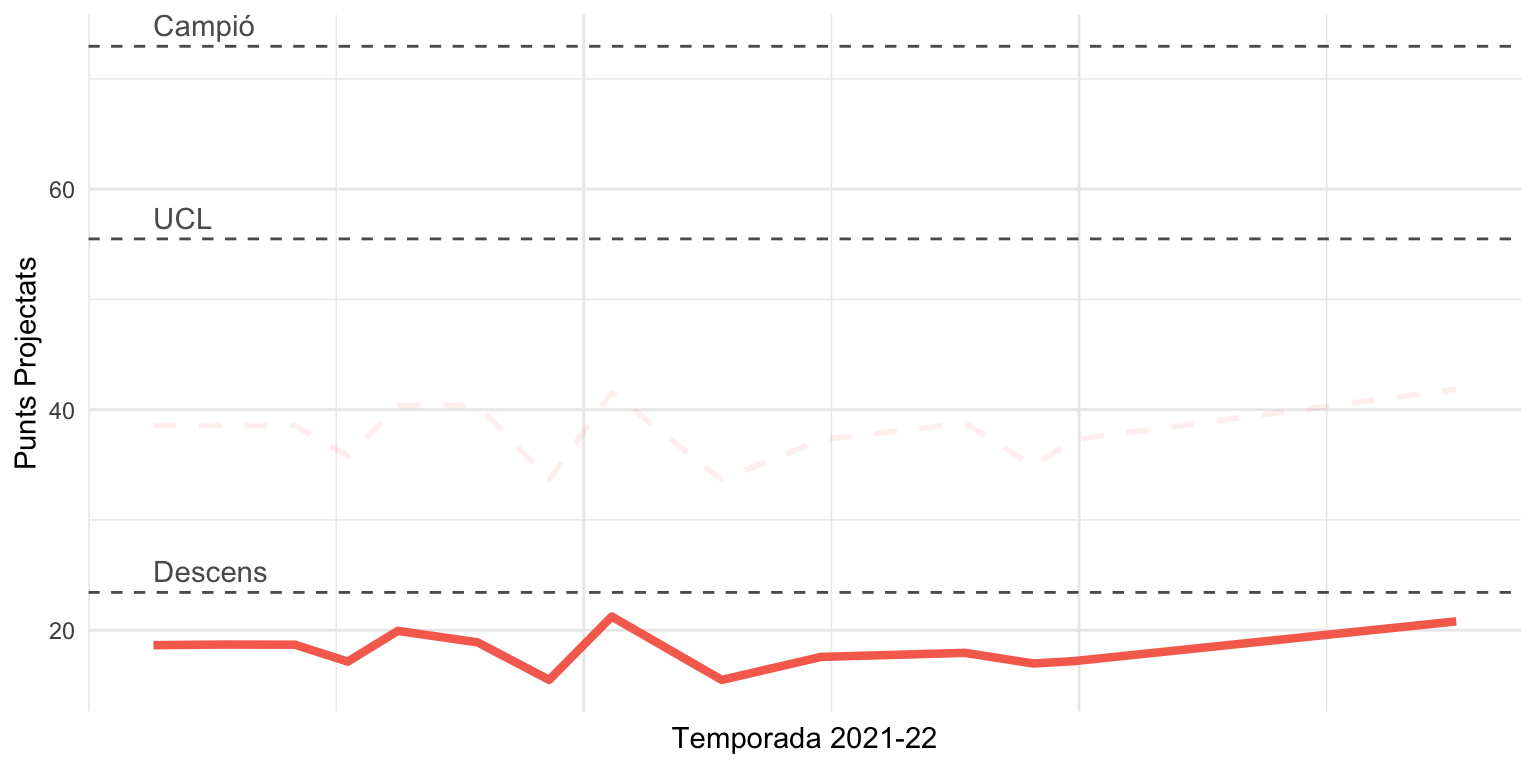 Campió
60
UCL
Punts Projectats
40
Descens
20
Temporada 2021-22